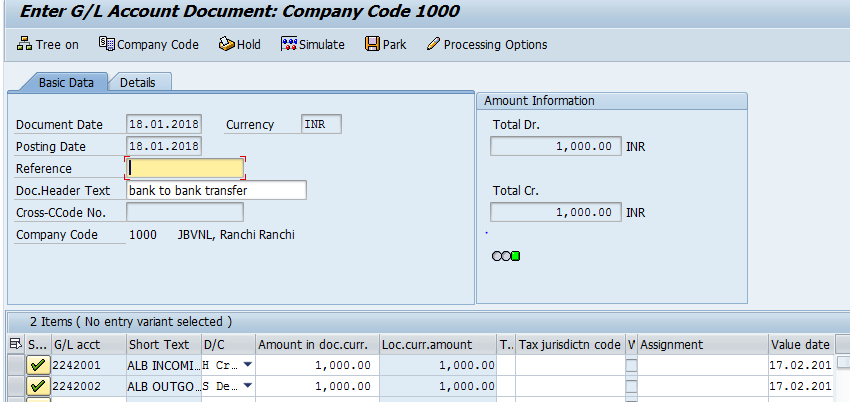 Enter G/L Account Document: Company Code 1000
Tree on Company Code Hold Simulate Park Processing Options
Basic Data Details
Amount Information
Document Date 18.01.2018 Currency INR
Total Dr.
Posting Date 18.01.2018
1,000.00 INR
Reference
Doc.Header Text bank to bank transfer
Total Cr.
Cross-CCode No.
1,000.00 INR
Company Code 1000 JBVNL, Ranchi Ranchi
2 Items ( No entry variant selected )
S... G/L acct Short Text D/C Amount in doc.curr. Loc.curr.amount T.. Tax jurisdictn code V Assignment Value date
2242001 ALB INCOMI... H Cr... 1,000.00 1,000.00 17.02.201
2242002 ALB OUTGO... S De... 1,000.00 1,000.00 17.02.201